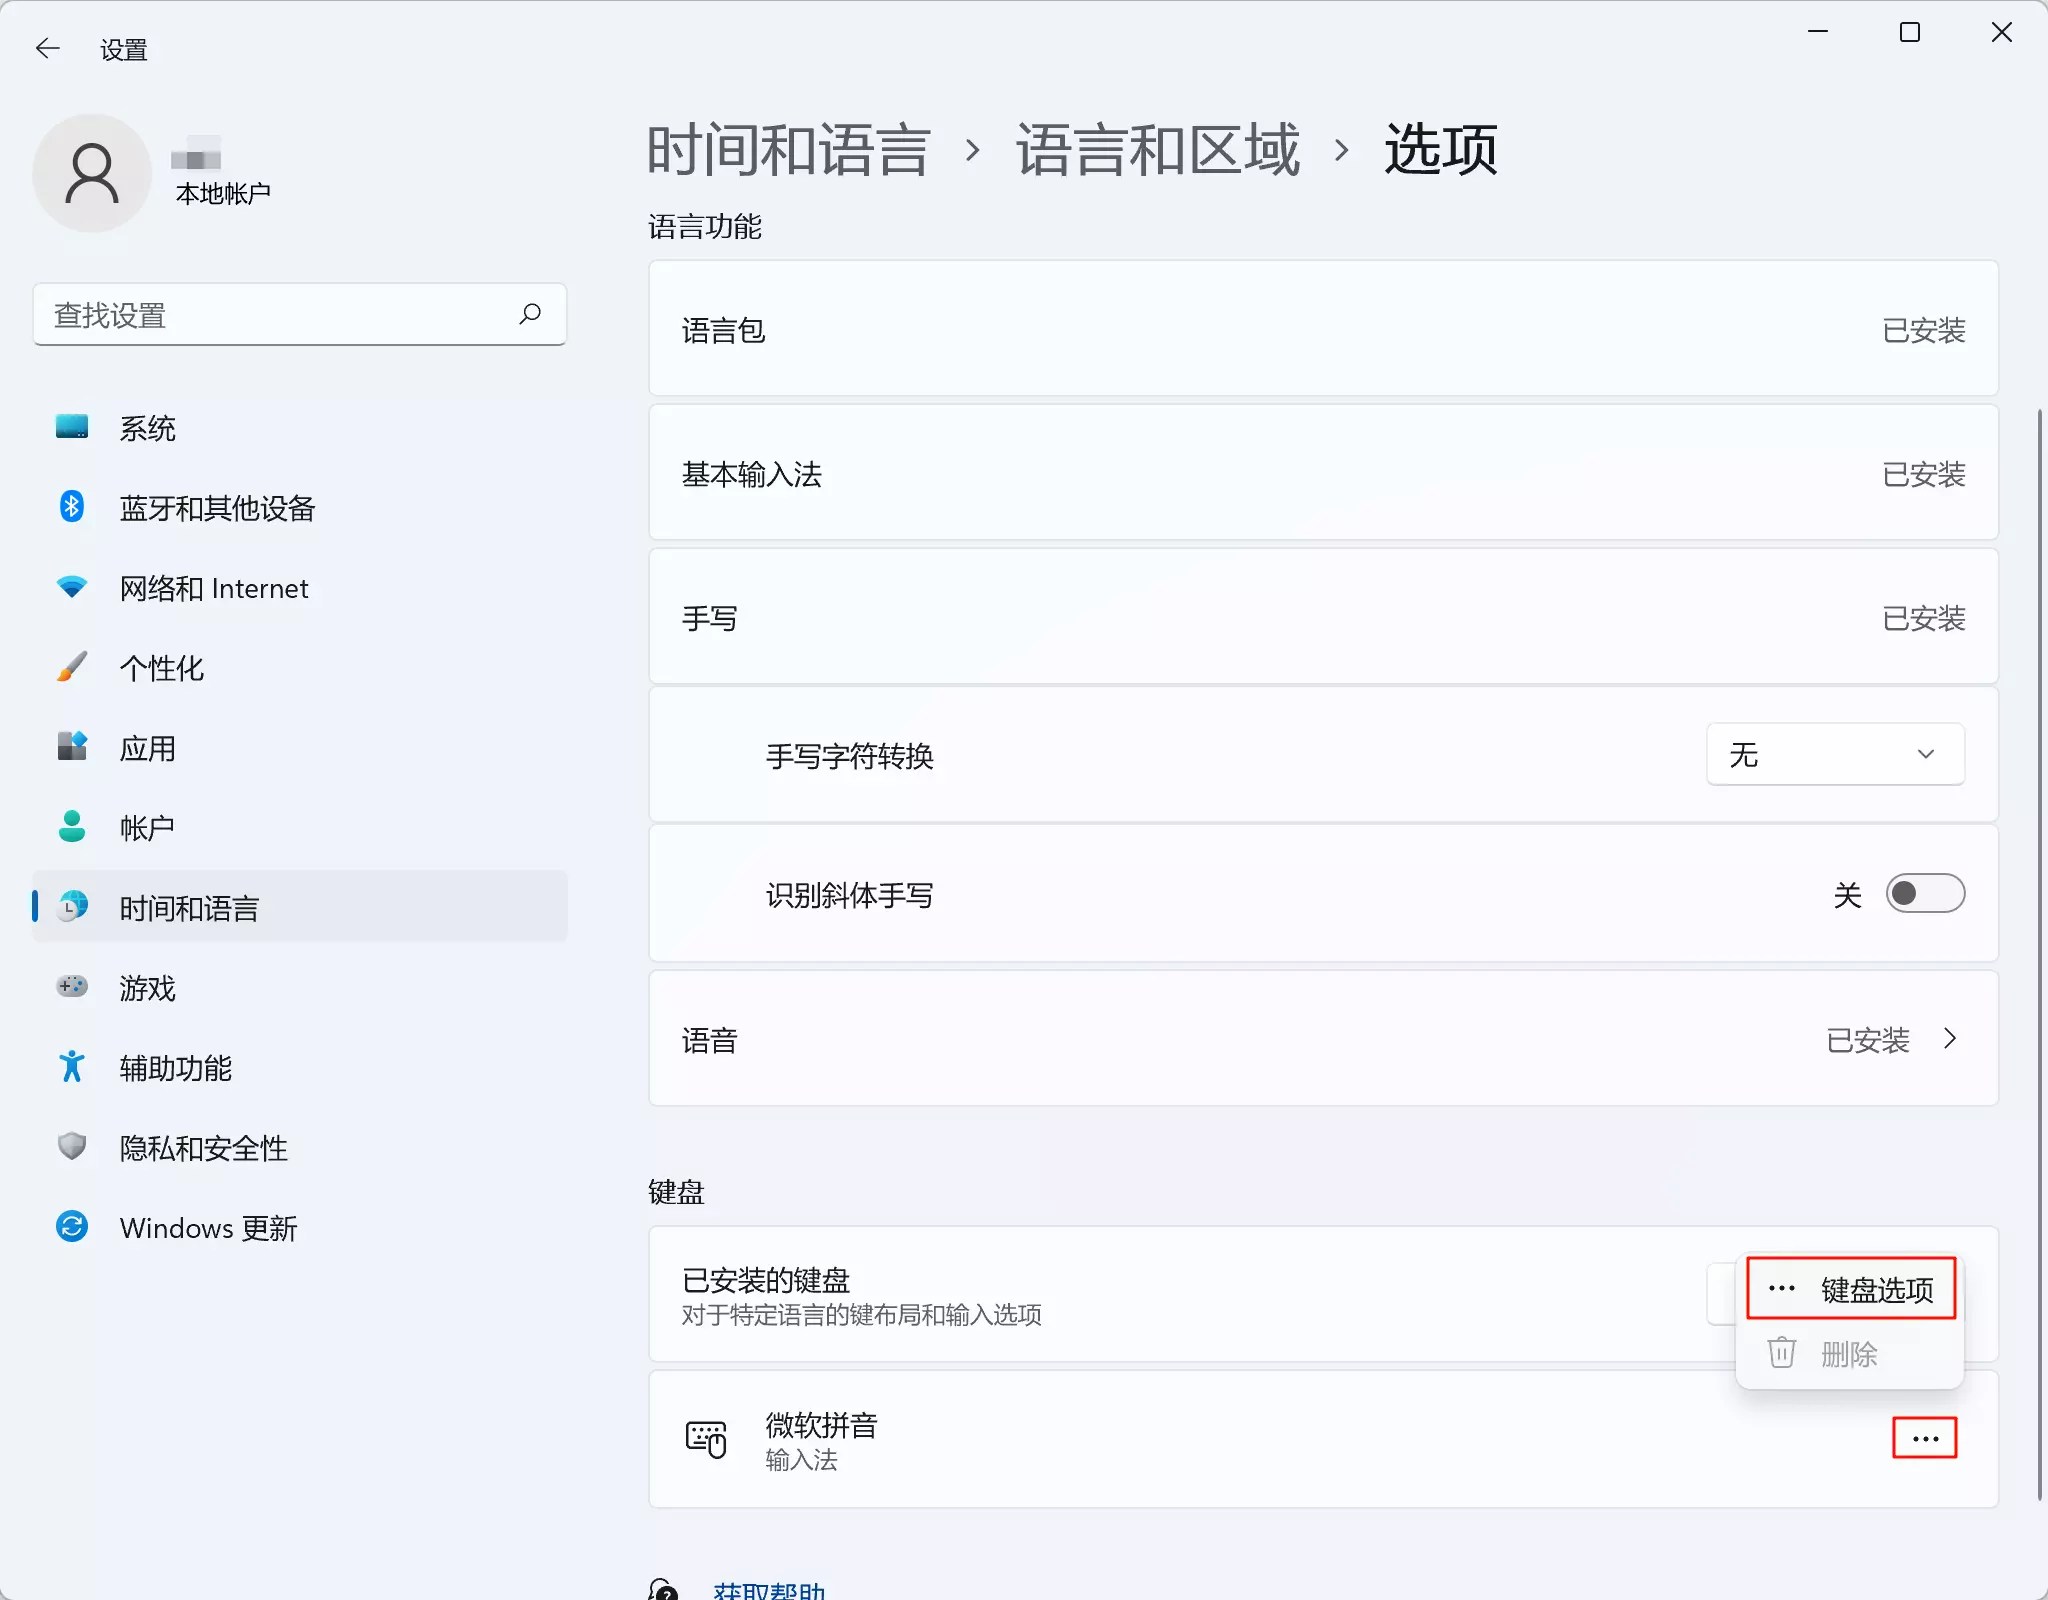 设置
本地帐户
查找设置
系统
蓝牙和其他设备
网络和 Internet
个性化
应用
帐户
时间和语言
游戏
辅助功能
隐私和安全性
Windows 更新
时间和语言 › 语言和区域 › 选项
语言功能
语言包 已安装
基本输入法 已安装
手写 已安装
手写字符转换 无
识别斜体手写 关
语音 已安装
键盘
已安装的键盘
对于特定语言的键布局和输入选项
键盘选项
删除
微软拼音
输入法
获取帮助